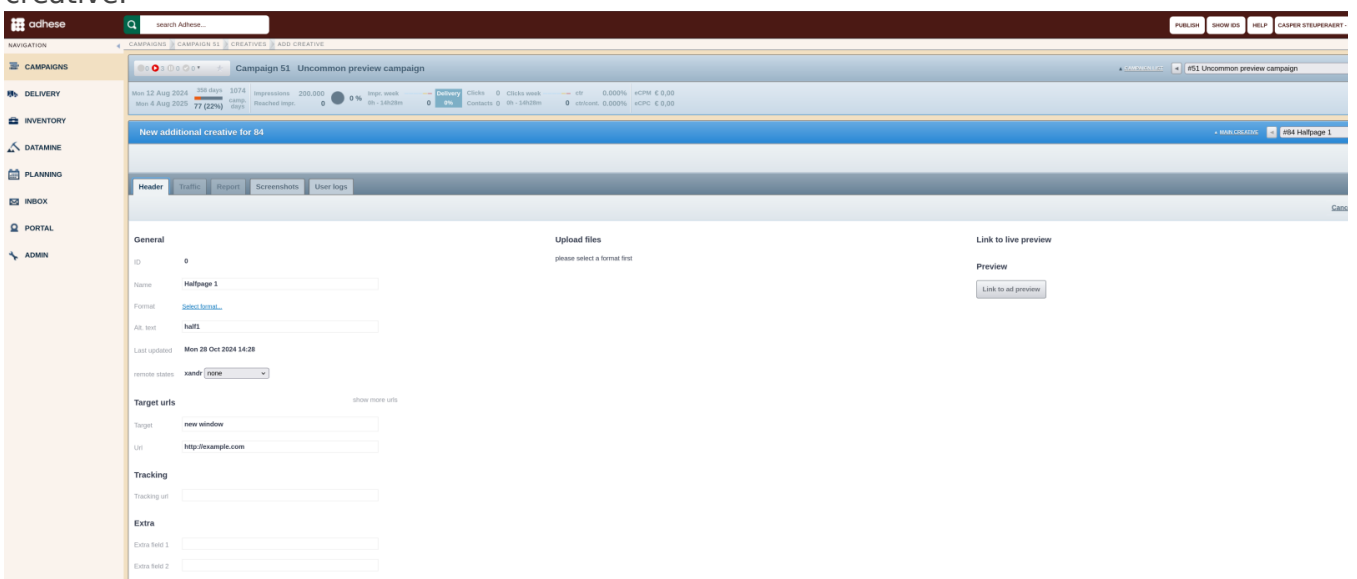 creative.
adhese search Adhese... PUBLISH SHOW IDS HELP CASPER STEUPERAERT -
NAVIGATION CAMPAIGNS CAMPAIGN 51 CREATIVES ADD CREATIVE
CAMPAIGNS
DELIVERY
INVENTORY
DATAMINE
PLANNING
INBOX
PORTAL
ADMIN
Campaign 51 Uncommon preview campaign #51 Uncommon preview campaign
Mon 12 Aug 2024 358 days 1074 Impressions 200.000 0 % Impr. week Delivery Clicks 0 Clicks week ctr 0.000% eCPM € 0,00
Mon 4 Aug 2025 77 (22%) camp. days Reached Impr. 0 0h - 14h28m 0 0% Contacts 0 0h - 14h28m 0 ctr/cont. 0.000% eCPC € 0,00
New additional creative for 84 MAIN CREATIVE #84 Halfpage 1
Header Traffic Report Screenshots User logs
Canc
General
ID 0
Name Halfpage 1
Format Select format...
Alt. text half1
Last updated Mon 28 Oct 2024 14:28
remote states xandr none
Target urls show more urls
Target new window
Url http://example.com
Tracking
Tracking url
Extra
Extra field 1
Extra field 2
Upload files
please select a format first
Link to live preview
Preview
Link to ad preview